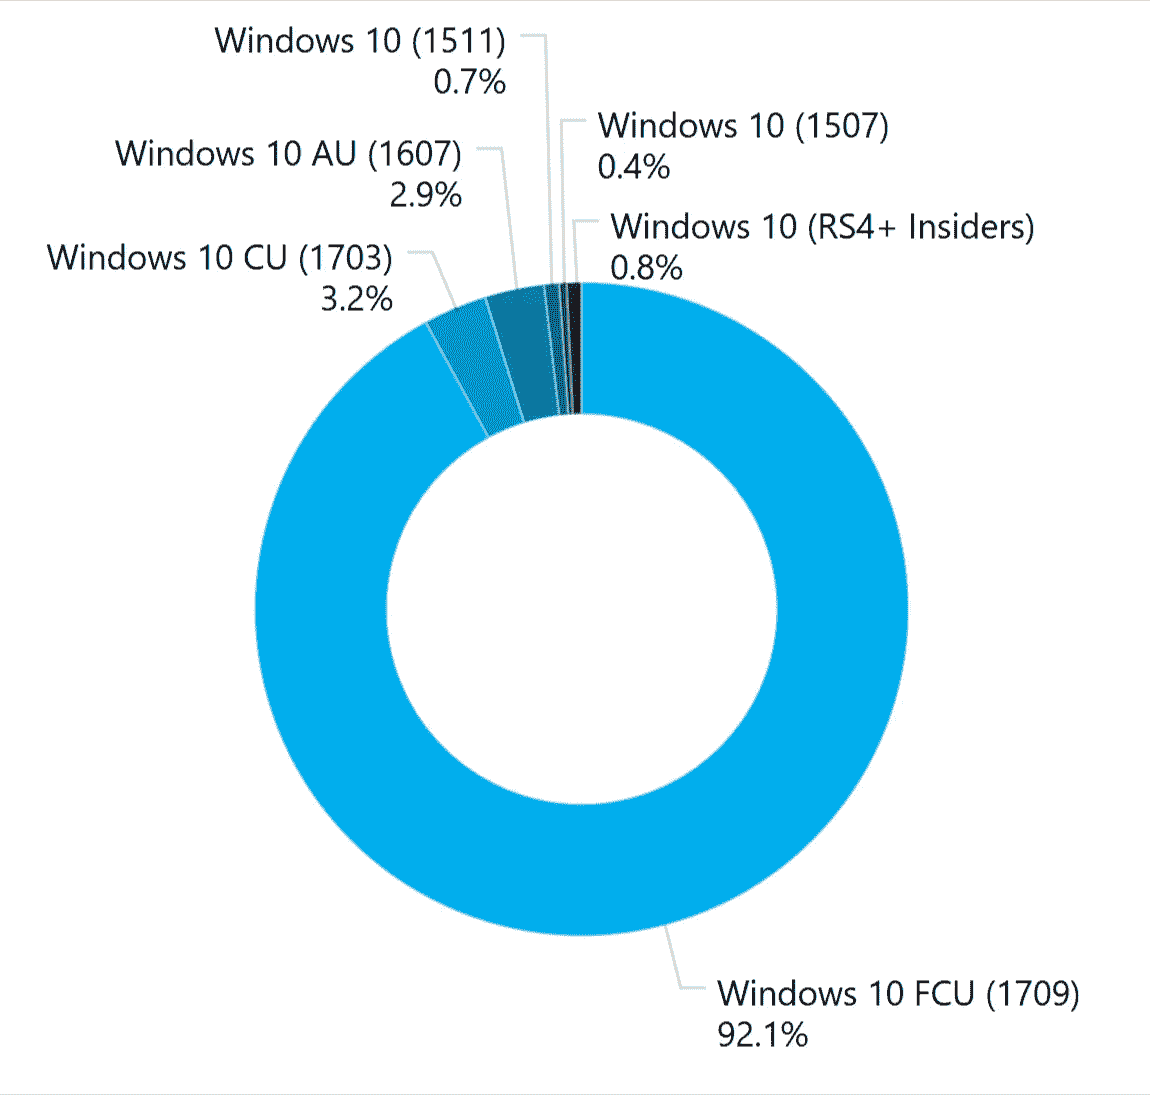 Windows 10 (1511)
0.7%
Windows 10 (1507)
0.4%
Windows 10 AU (1607)
2.9%
Windows 10 (RS4+ Insiders)
0.8%
Windows 10 CU (1703)
3.2%
Windows 10 FCU (1709)
92.1%